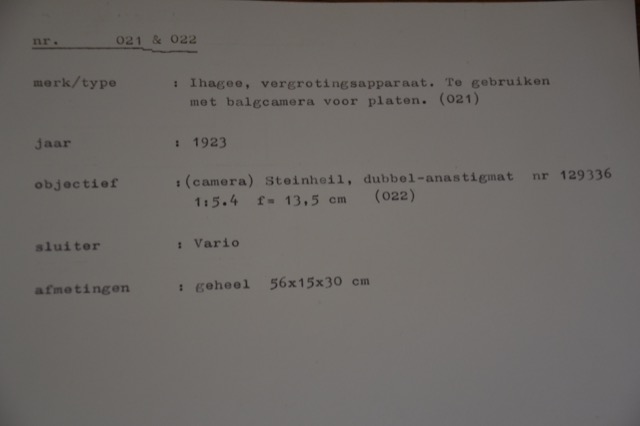 nr. 021 & 022
merk/type : Ihagee, vergrotingsapparaat. Te gebruiken
met balgcamera voor platen. (021)
jaar : 1923
objectief :(camera) Steinheil, dubbel-anastigmat nr 129336
1:5.4 f= 13,5 cm (022)
sluiter : Vario
afmetingen : geheel 56x15x30 cm